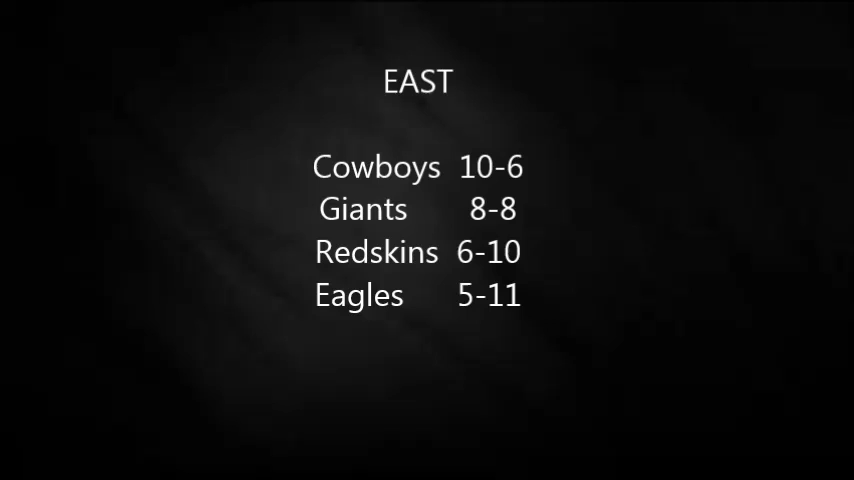 EAST
Cowboys 10-6
Giants 8-8
Redskins 6-10
Eagles 5-11